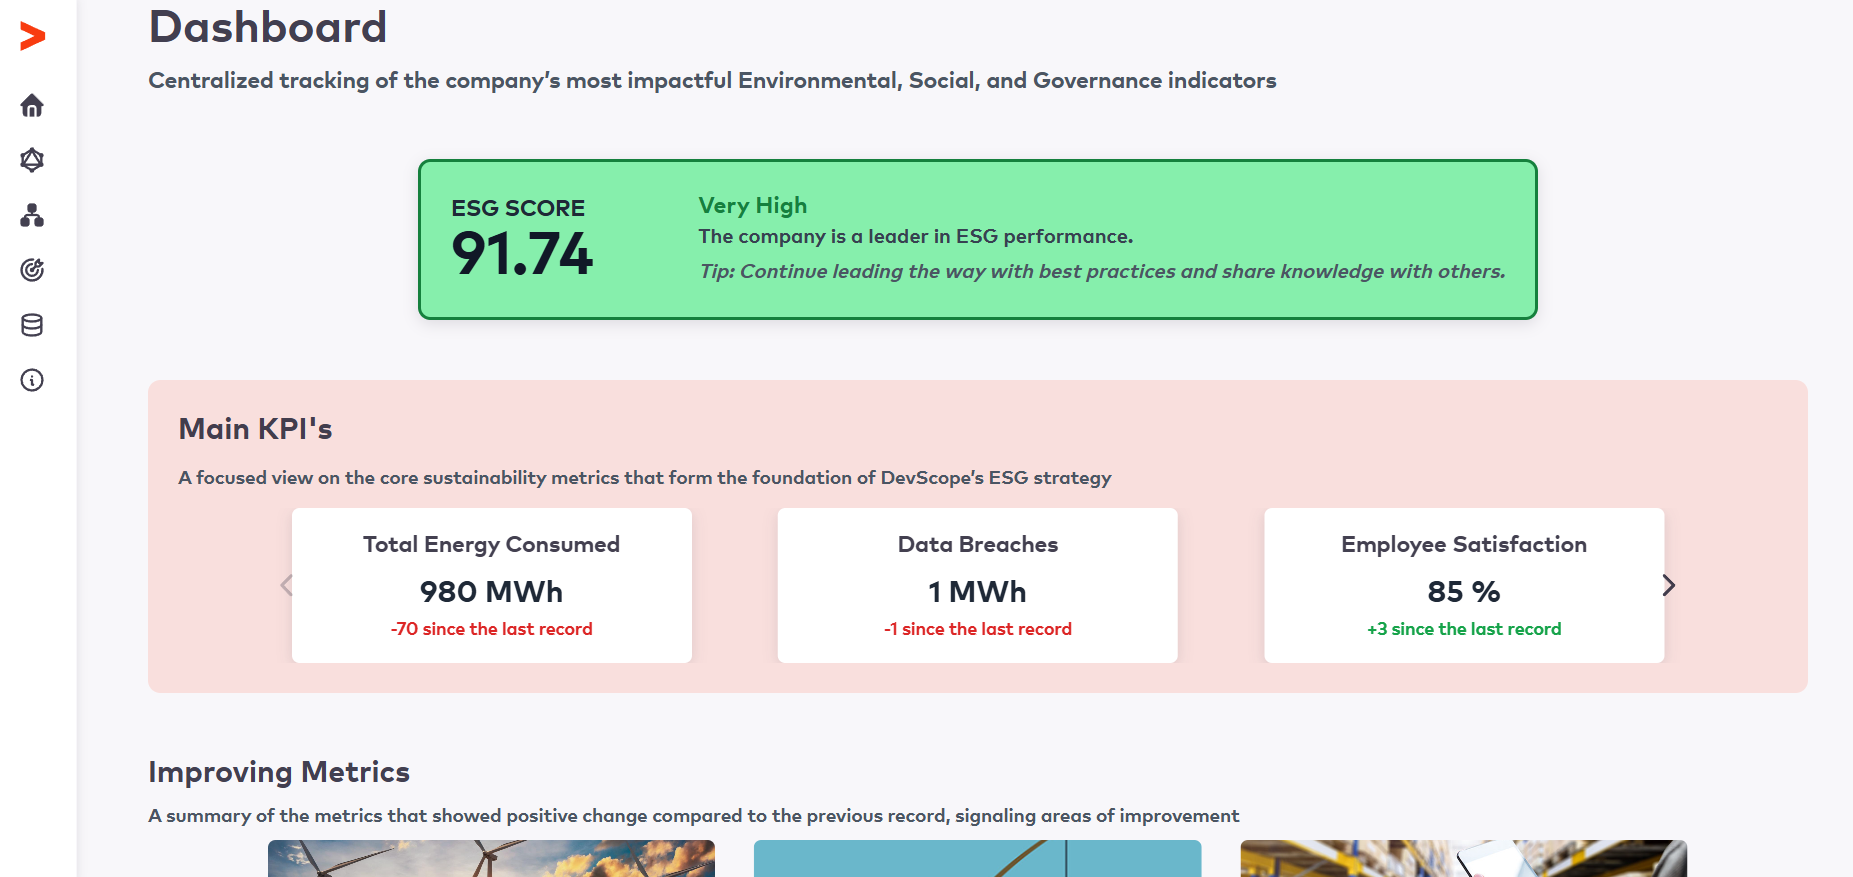 Dashboard
Centralized tracking of the company’s most impactful Environmental, Social, and Governance indicators
ESG SCORE
91.74
Very High
The company is a leader in ESG performance.
Tip: Continue leading the way with best practices and share knowledge with others.
Main KPI's
A focused view on the core sustainability metrics that form the foundation of DevScope’s ESG strategy
Total Energy Consumed
980 MWh
-70 since the last record
Data Breaches
1 MWh
-1 since the last record
Employee Satisfaction
85 %
+3 since the last record
Improving Metrics
A summary of the metrics that showed positive change compared to the previous record, signaling areas of improvement